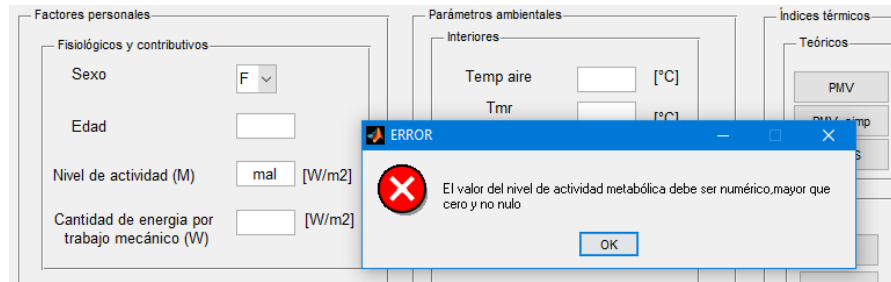 Factores personales
Parámetros ambientales
Índices térmicos
Fisiológicos y contributivos
Interiores
Teóricos
Sexo
F
Temp aire
[°C]
PMV
Tmr
[°C]
Edad
ERROR
Nivel de actividad (M)
mal
[W/m2]
El valor del nivel de actividad metabólica debe ser numérico,mayor que
cero y no nulo
Cantidad de energia por
trabajo mecánico (W)
[W/m2]
OK